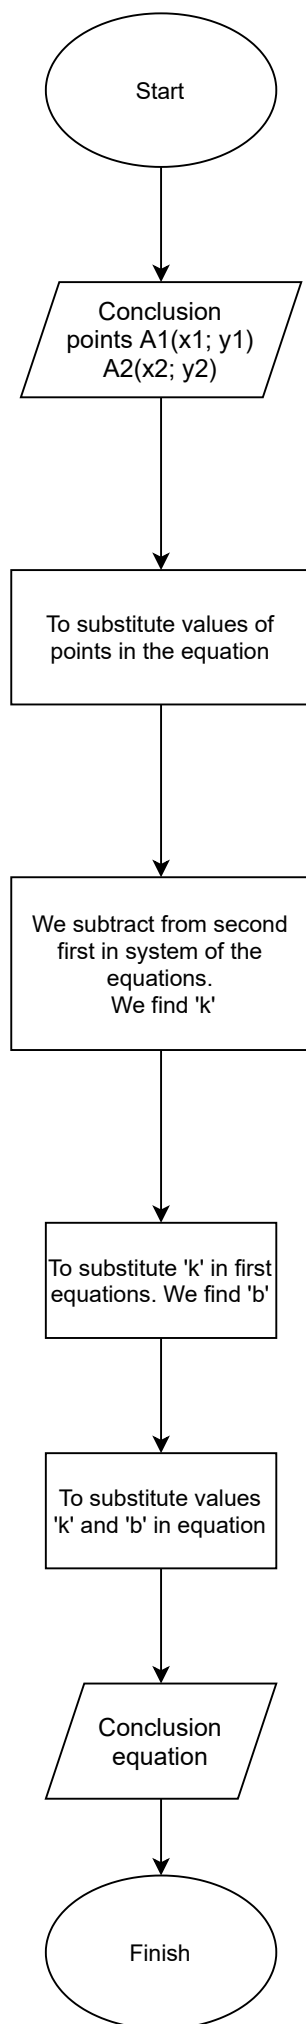 Start
Conclusion
points A1(x1; y1)
A2(x2; y2)
To substitute values of
points in the equation
We subtract from second
first in system of the
equations.
We find 'k'
To substitute 'k' in first
equations. We find 'b'
To substitute values
'k' and 'b' in equation
Conclusion
equation
Finish